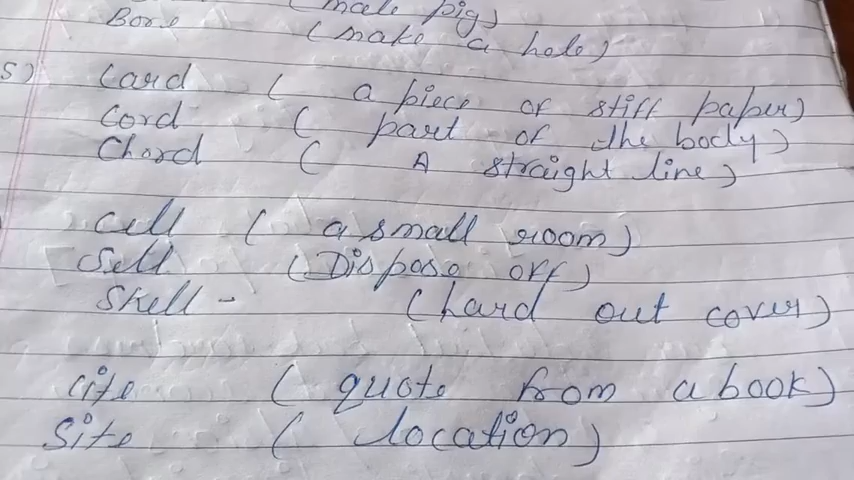 (male pig)
Bore (make a hole)
5) Card ( a piece of stiff paper)
Cord ( part of the body)
Chord ( A straight line)
Cell ( a small room)
Sell (Dispose off)
Shell - (hard out cover)
Cite ( quote from a book)
Site ( location)